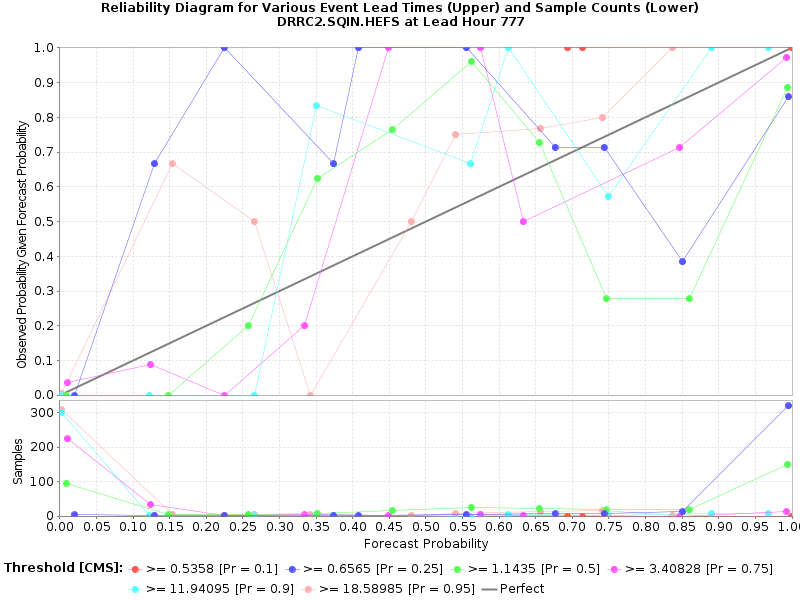 Reliability Diagram for Various Event Lead Times (Upper) and Sample Counts (Lower)
DRRC2.SQIN.HEFS at Lead Hour 777
Observed Probability Given Forecast Probability
1.0
0.9
0.8
0.7
0.6
0.5
0.4
0.3
0.2
0.1
0.0
Samples
300
200
100
0
0.00 0.05 0.10 0.15 0.20 0.25 0.30 0.35 0.40 0.45 0.50 0.55 0.60 0.65 0.70 0.75 0.80 0.85 0.90 0.95 1.00
Forecast Probability
Threshold [CMS]: >= 0.5358 [Pr = 0.1] >= 0.6565 [Pr = 0.25] >= 1.1435 [Pr = 0.5] >= 3.40828 [Pr = 0.75]
>= 11.94095 [Pr = 0.9] >= 18.58985 [Pr = 0.95] Perfect